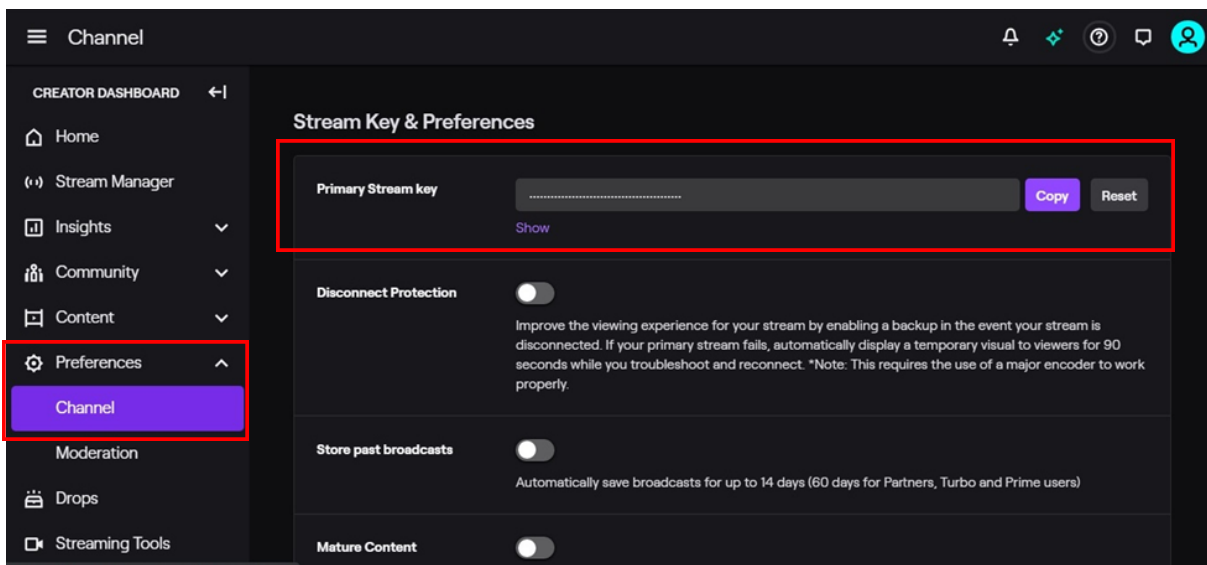 Channel
CREATOR DASHBOARD
Home
Stream Manager
Insights
Community
Content
Preferences
Channel
Moderation
Drops
Streaming Tools
Stream Key & Preferences
Primary Stream key
Copy
Reset
Show
Disconnect Protection
Improve the viewing experience for your stream by enabling a backup in the event your stream is
disconnected. If your primary stream fails, automatically display a temporary visual to viewers for 90
seconds while you troubleshoot and reconnect. *Note: This requires the use of a major encoder to work
properly.
Store past broadcasts
Automatically save broadcasts for up to 14 days (60 days for Partners, Turbo and Prime users)
Mature Content